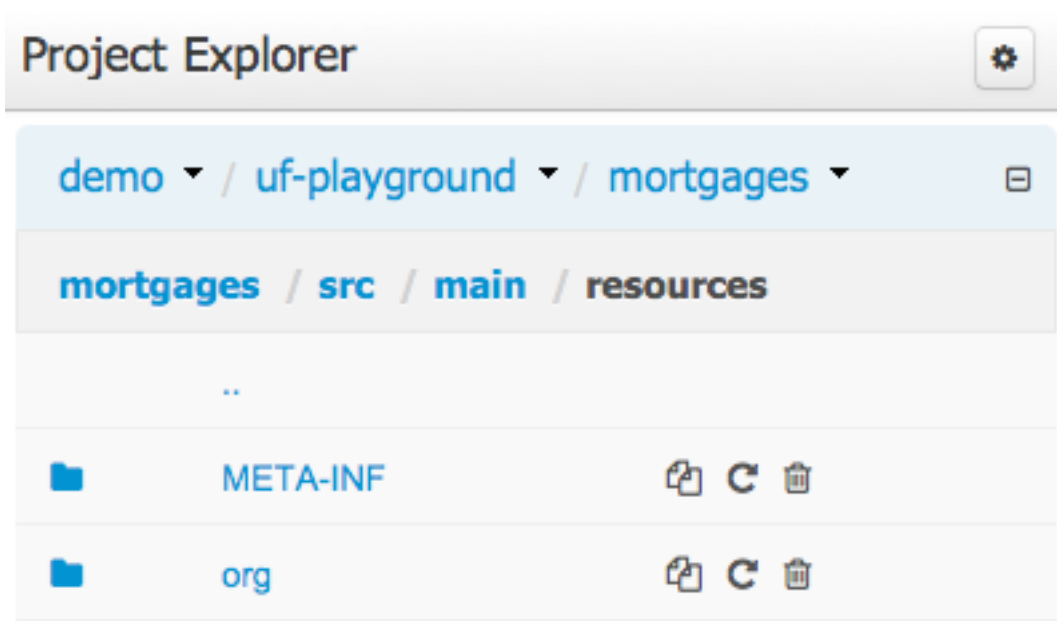 Project Explorer
demo / uf-playground / mortgages
mortgages / src / main / resources
..
META-INF
org